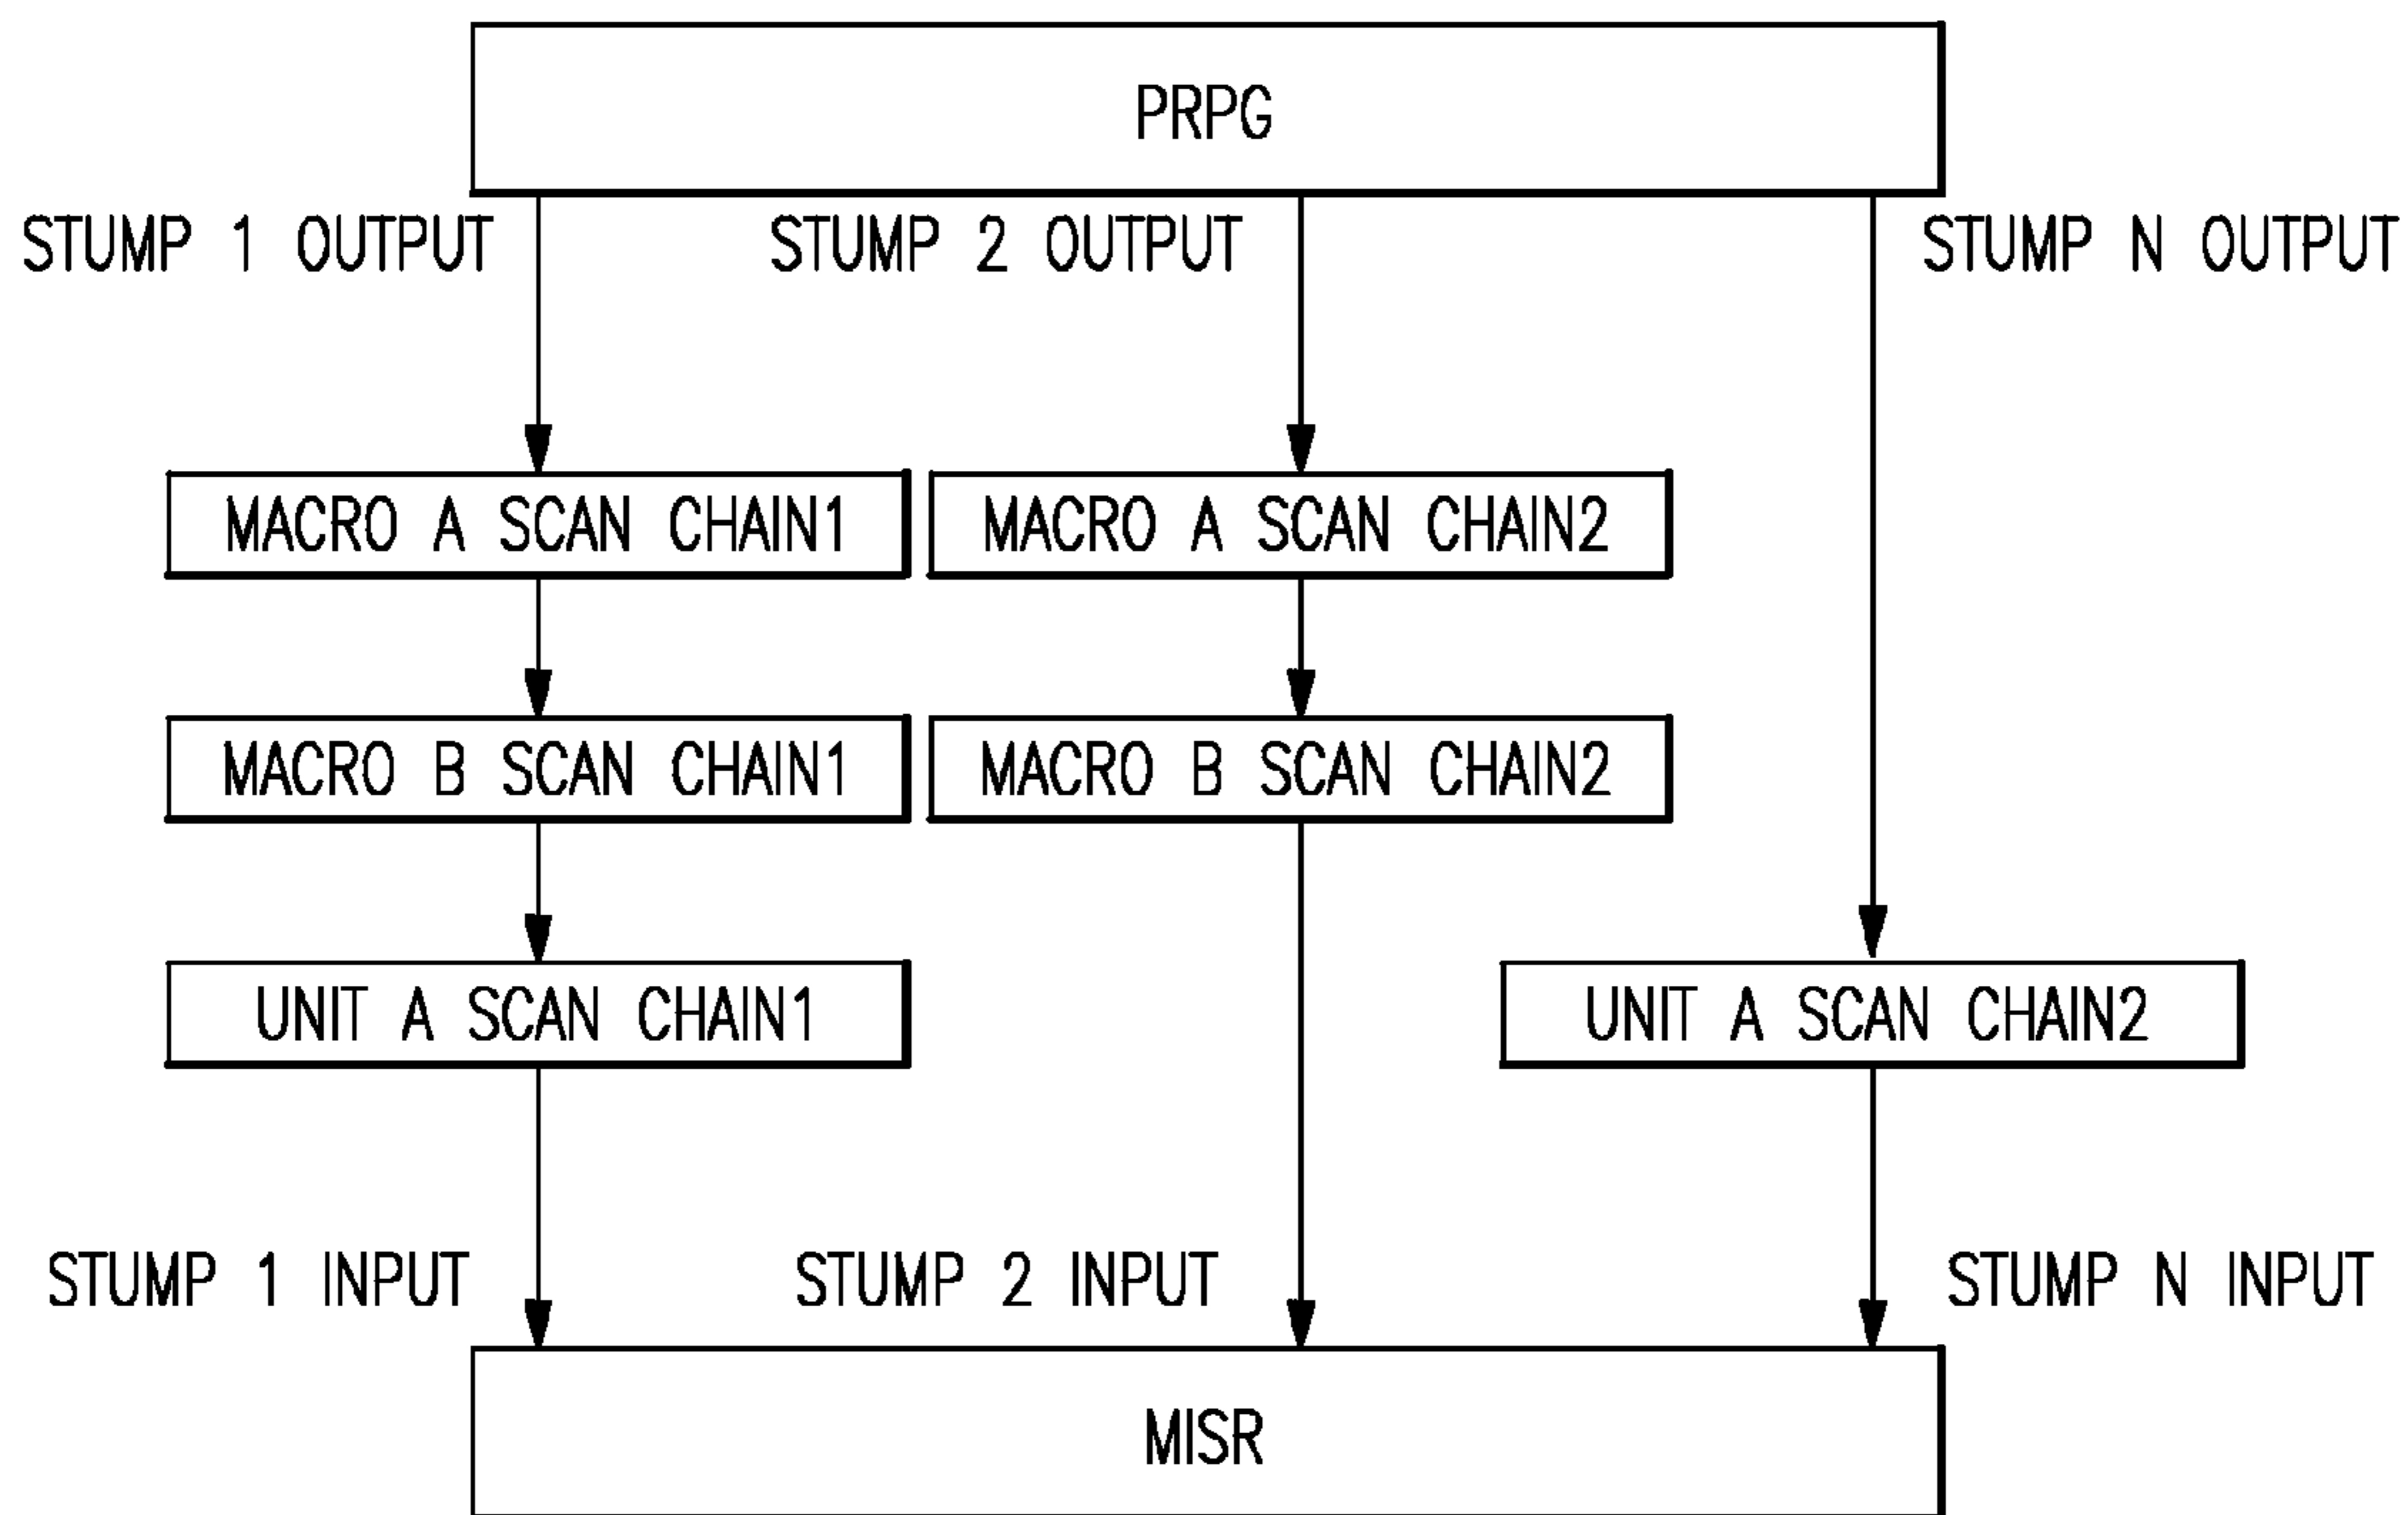 PRPG
STUMP 1 OUTPUT
STUMP 2 OUTPUT
STUMP N OUTPUT
MACRO A SCAN CHAIN1
MACRO A SCAN CHAIN2
MACRO B SCAN CHAIN1
MACRO B SCAN CHAIN2
UNIT A SCAN CHAIN1
UNIT A SCAN CHAIN2
STUMP 1 INPUT
STUMP 2 INPUT
STUMP N INPUT
MISR